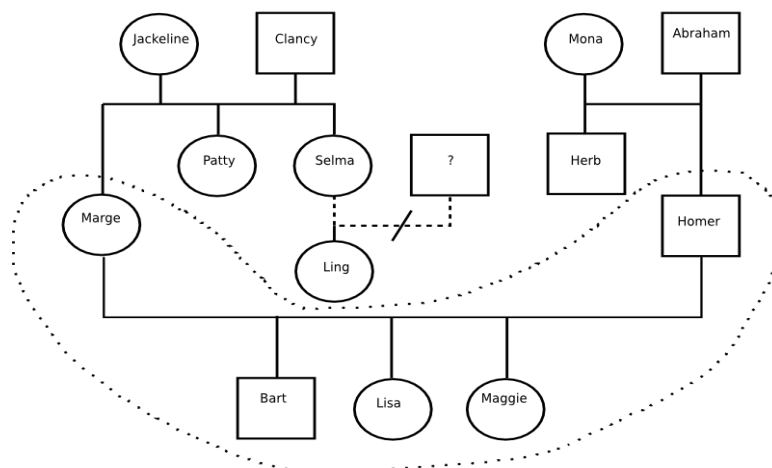 Jackeline
Clancy
Mona
Abraham
Patty
Selma
?
Herb
Marge
Homer
Ling
Bart
Lisa
Maggie